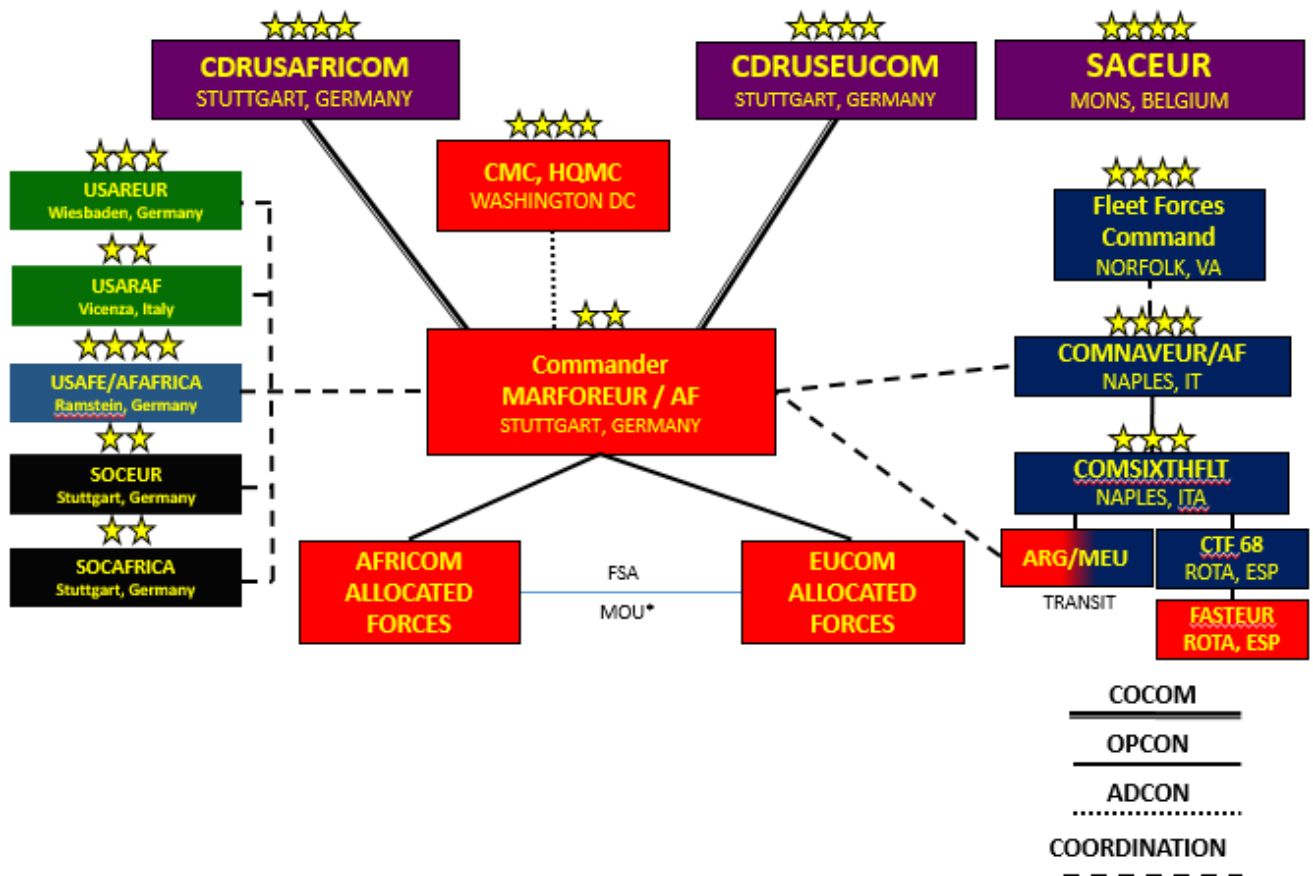 CDRUSAFRICOM
STUTTGART, GERMANY
CDRUSEUCOM
STUTTGART, GERMANY
SACEUR
MONS, BELGIUM
CMC, HQMC
WASHINGTON DC
USAREUR
Wiesbaden, Germany
USARAF
Vicenza, Italy
USAFE/AFAFRICA
Ramstein, Germany
SOCEUR
Stuttgart, Germany
SOCAFRICA
Stuttgart, Germany
Commander
MARFOREUR / AF
STUTTGART, GERMANY
Fleet Forces
Command
NORFOLK, VA
COMNAVEUR/AF
NAPLES, IT
COMSIXTHFLT
NAPLES, ITA
ARG/MEU
TRANSIT
CTF 68
ROTA, ESP
FASTEUR
ROTA, ESP
AFRICOM
ALLOCATED
FORCES
FSA
MOU*
EUCOM
ALLOCATED
FORCES
COCOM
OPCON
ADCON
COORDINATION